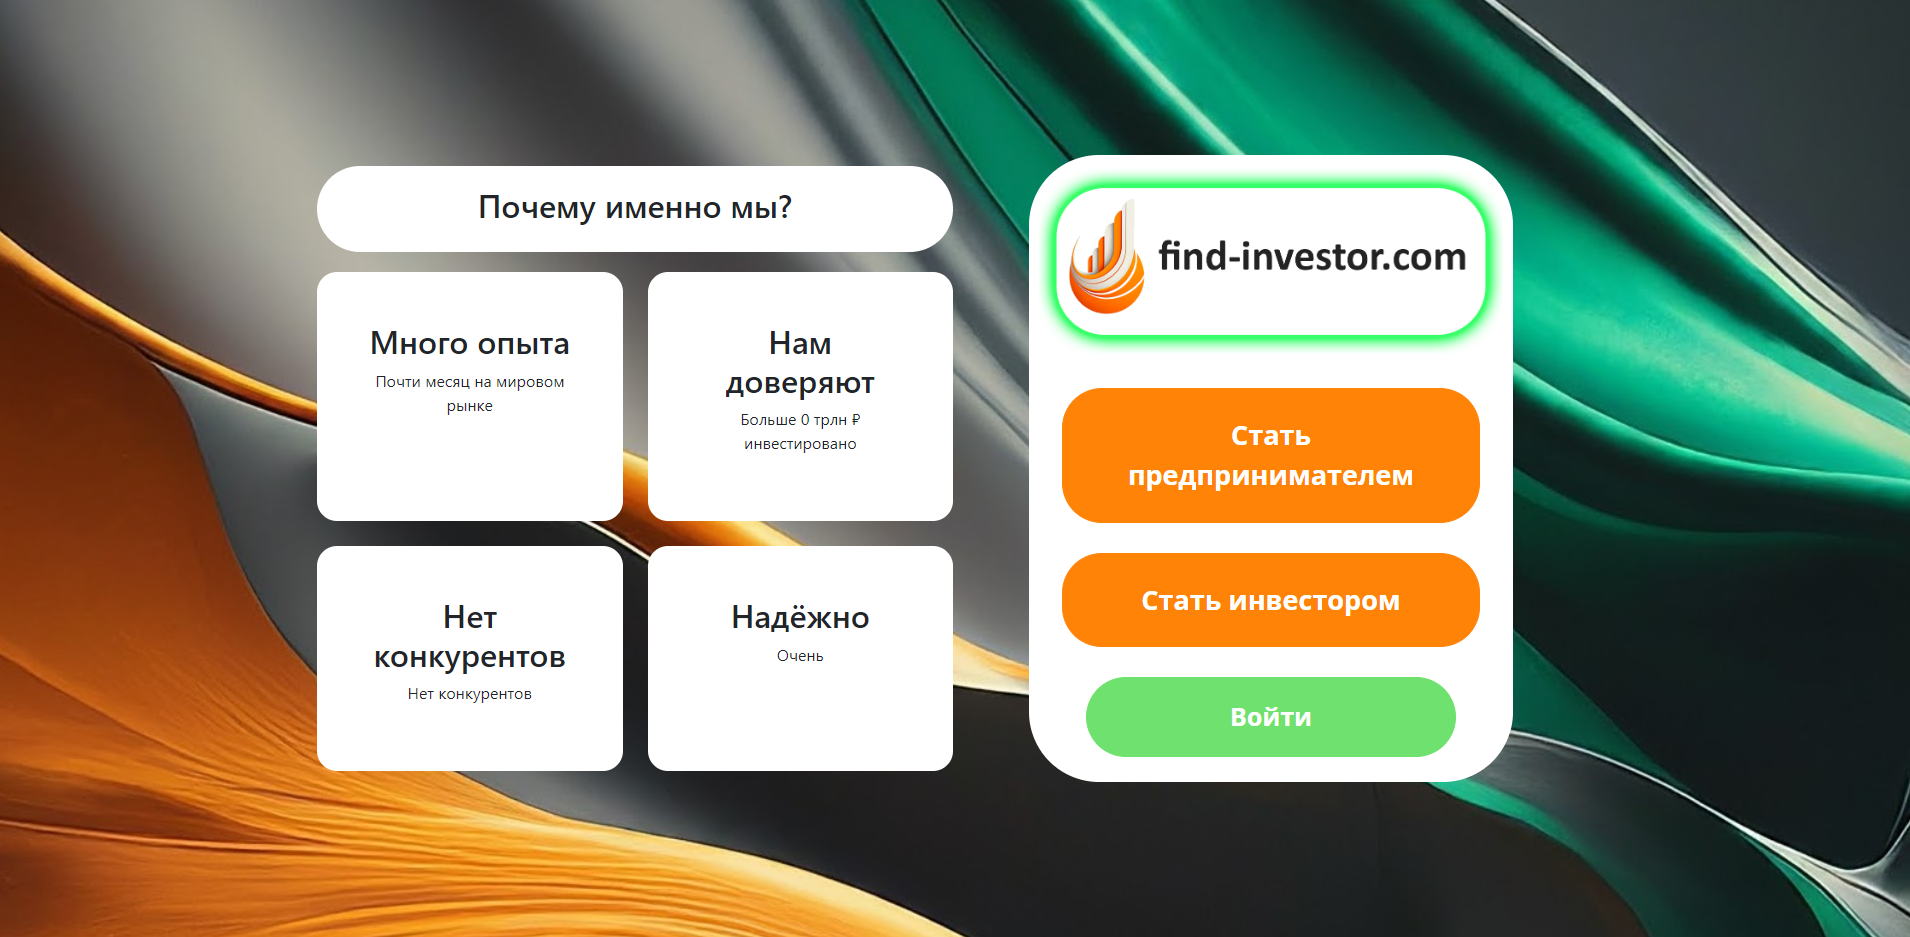 Почему именно мы?
Много опыта
Почти месяц на мировом
рынке
Нам
доверяют
Больше 0 трлн ₽
инвестировано
Нет
конкурентов
Нет конкурентов
Надёжно
Очень
find-investor.com
Стать
предпринимателем
Стать инвестором
Войти